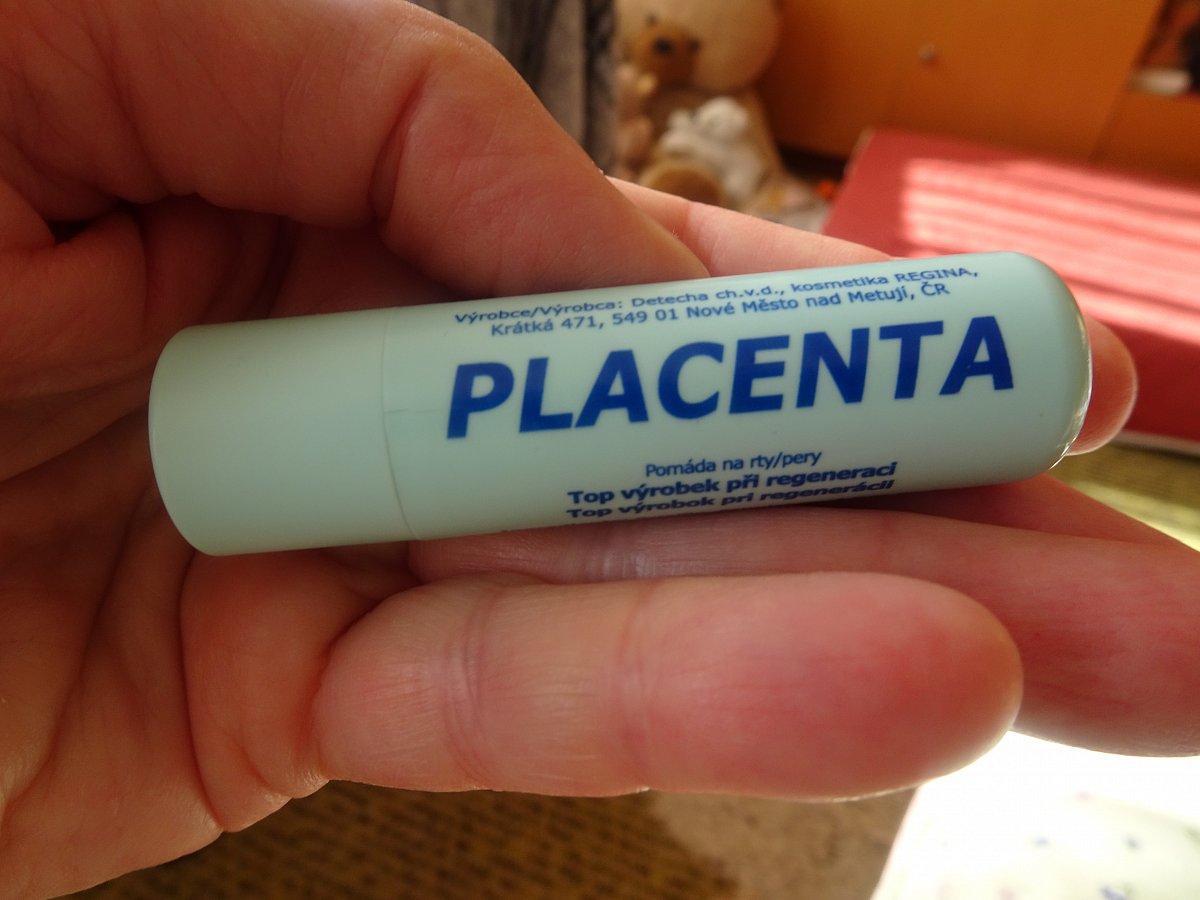 Výrobce/Výrobca: Detecha ch.v.d., kosmetika REGINA,
Krátká 471, 549 01 Nové Město nad Metují, ČR
PLACENTA
Pomáda na rty/pery
Top výrobek při regeneraci
Top výrobok pri regenerácii